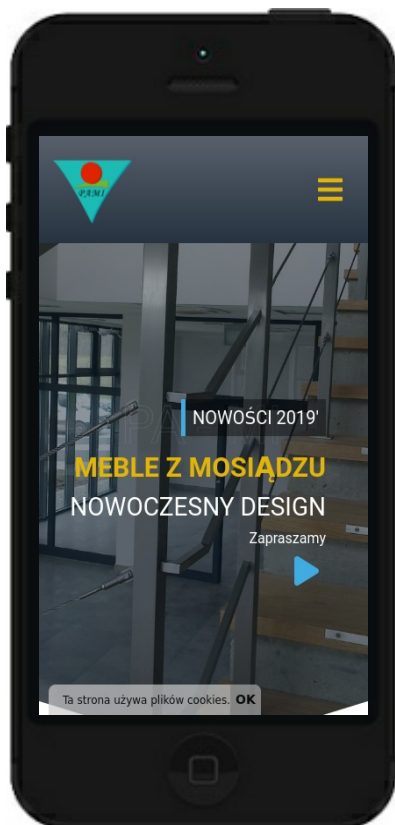 PAMI
NOWOŚCI 2019'
MEBLE Z MOSIĄDZU
NOWOCZESNY DESIGN
Zapraszamy
Ta strona używa plików cookies. OK